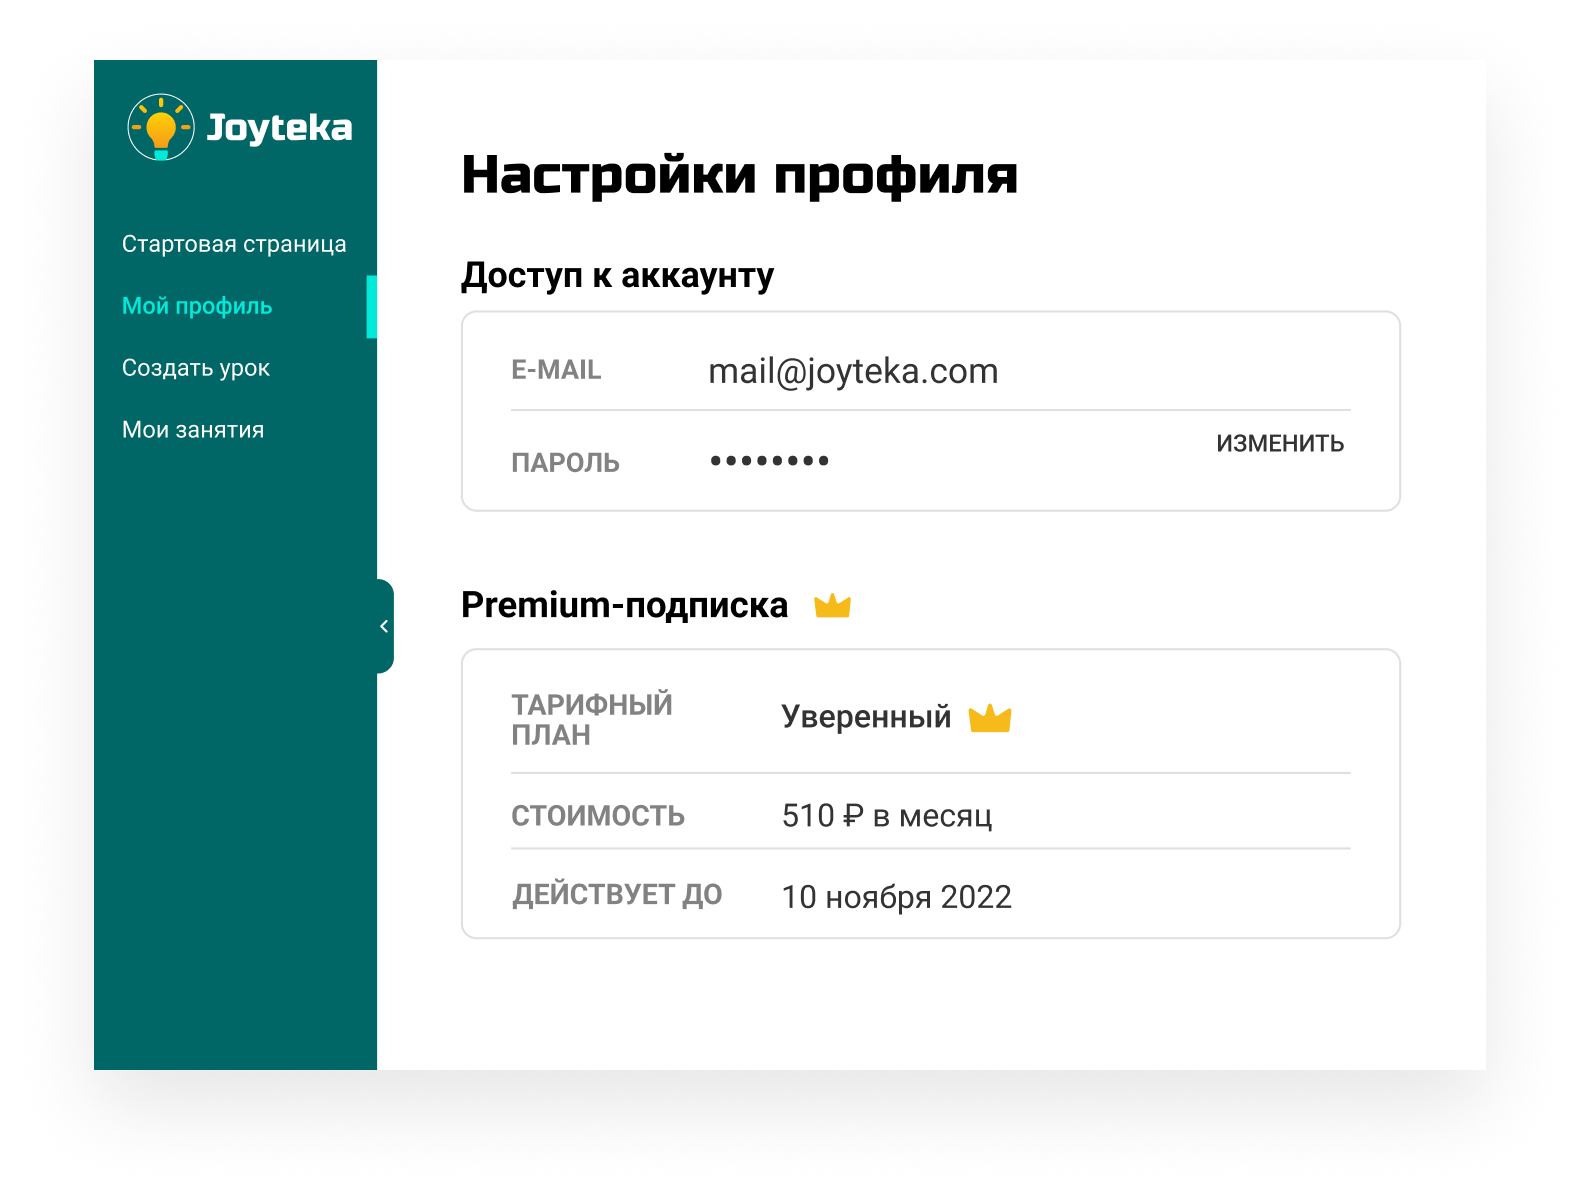 Joyteka
Стартовая страница
Мой профиль
Создать урок
Мои занятия
Настройки профиля
Доступ к аккаунту
E-MAIL mail@joyteka.com
ПАРОЛЬ •••••••• ИЗМЕНИТЬ
Premium-подписка
ТАРИФНЫЙ
ПЛАН
Уверенный
СТОИМОСТЬ 510 ₽ в месяц
ДЕЙСТВУЕТ ДО 10 ноября 2022